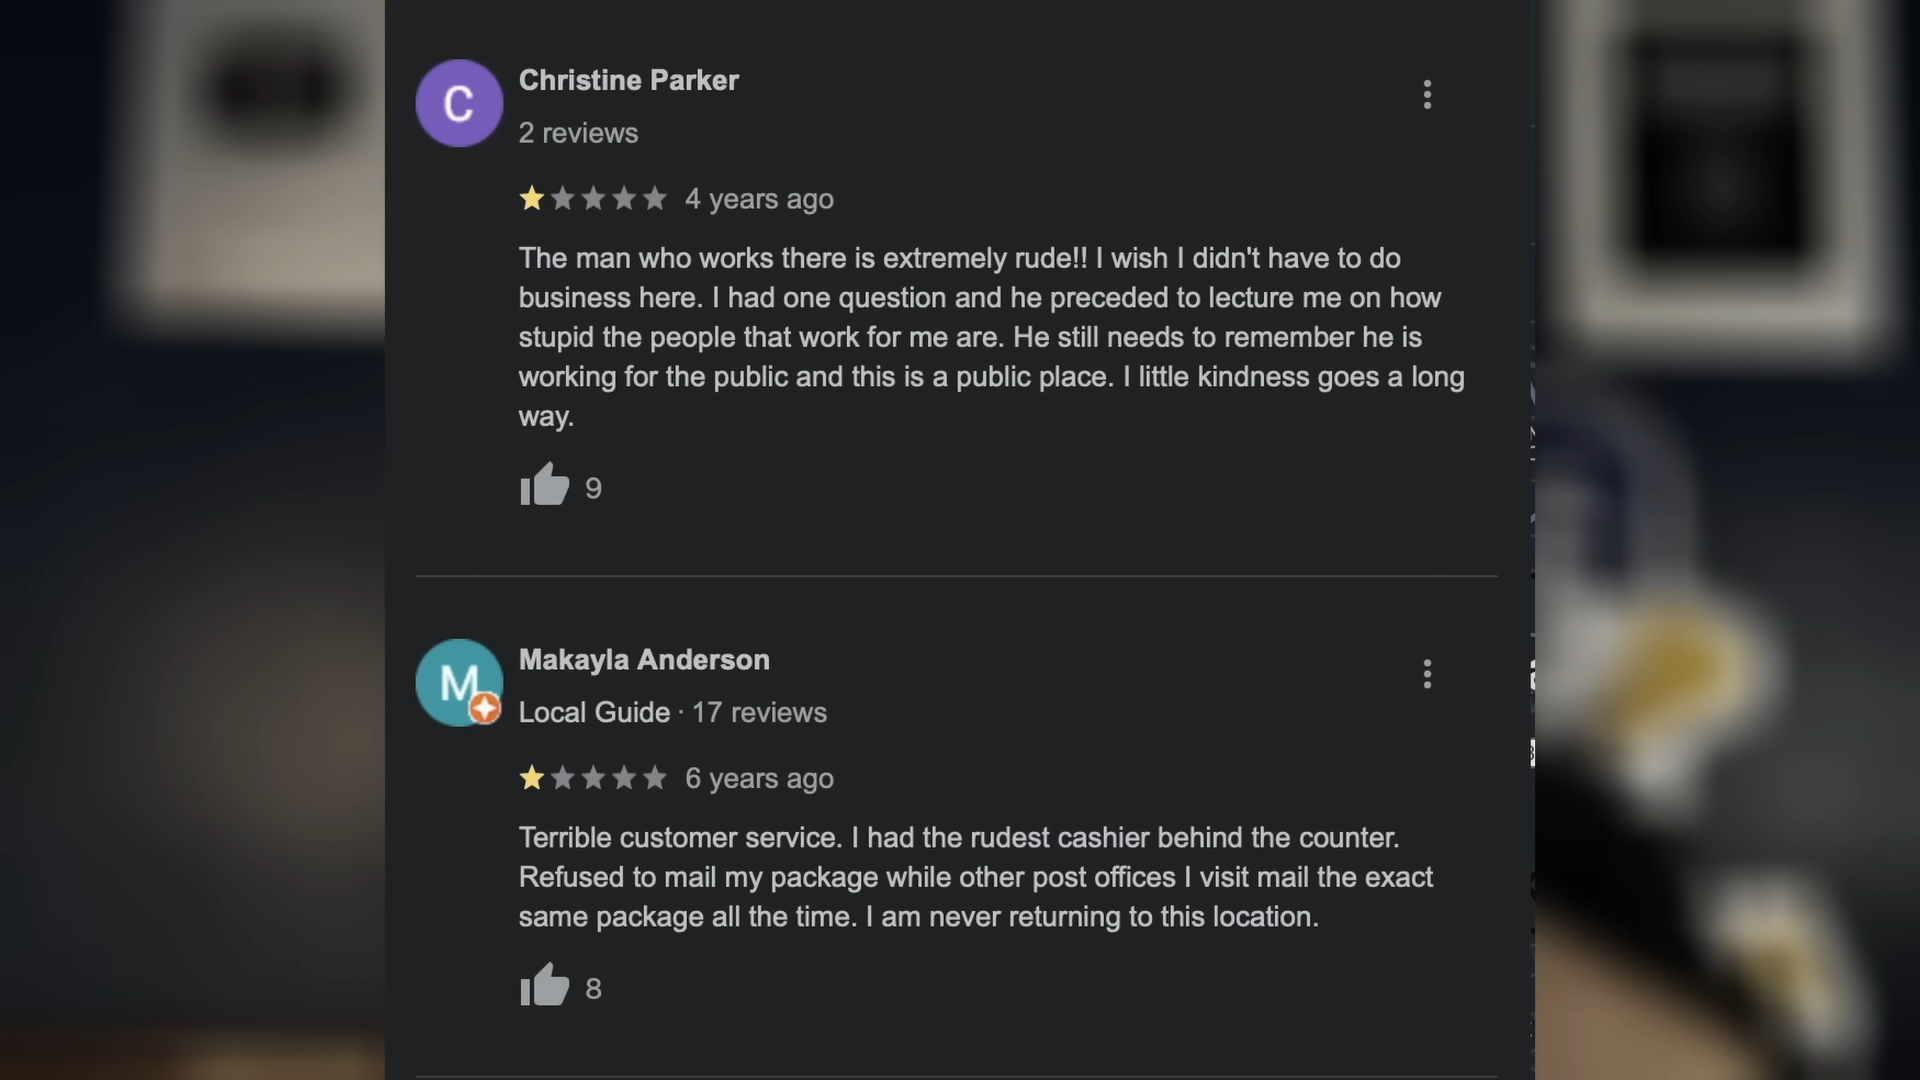 C
Christine Parker
2 reviews
4 years ago
The man who works there is extremely rude!! I wish I didn't have to do
business here. I had one question and he preceded to lecture me on how
stupid the people that work for me are. He still needs to remember he is
working for the public and this is a public place. I little kindness goes a long
way.
9
M
Makayla Anderson
Local Guide · 17 reviews
6 years ago
Terrible customer service. I had the rudest cashier behind the counter.
Refused to mail my package while other post offices I visit mail the exact
same package all the time. I am never returning to this location.
8